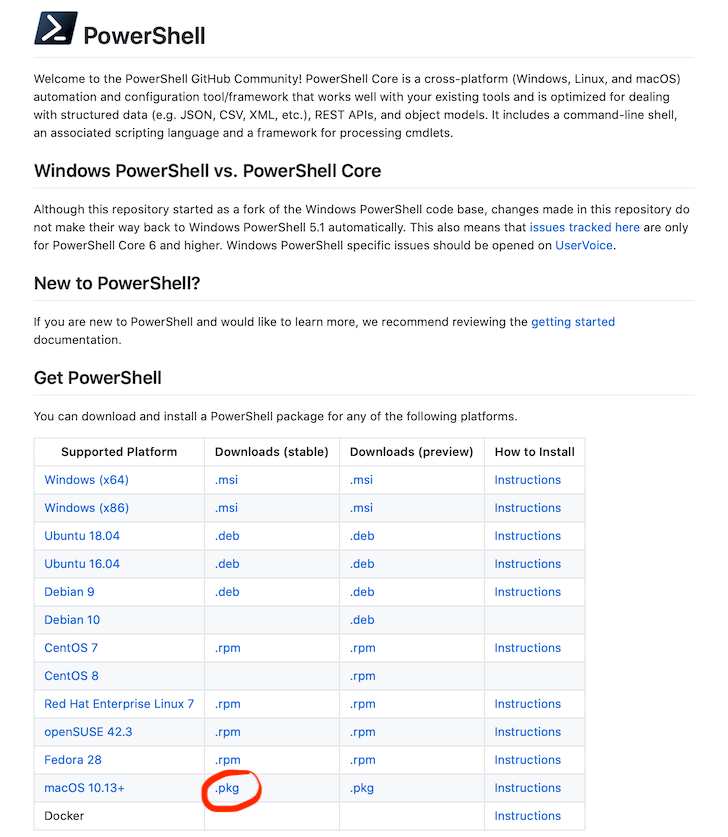 PowerShell
Welcome to the PowerShell GitHub Community! PowerShell Core is a cross-platform (Windows, Linux, and macOS)
automation and configuration tool/framework that works well with your existing tools and is optimized for dealing
with structured data (e.g. JSON, CSV, XML, etc.), REST APIs, and object models. It includes a command-line shell,
an associated scripting language and a framework for processing cmdlets.
Windows PowerShell vs. PowerShell Core
Although this repository started as a fork of the Windows PowerShell code base, changes made in this repository do
not make their way back to Windows PowerShell 5.1 automatically. This also means that issues tracked here are only
for PowerShell Core 6 and higher. Windows PowerShell specific issues should be opened on UserVoice.
New to PowerShell?
If you are new to PowerShell and would like to learn more, we recommend reviewing the getting started
documentation.
Get PowerShell
You can download and install a PowerShell package for any of the following platforms.
Supported Platform Downloads (stable) Downloads (preview) How to Install
Windows (x64) .msi .msi Instructions
Windows (x86) .msi .msi Instructions
Ubuntu 18.04 .deb .deb Instructions
Ubuntu 16.04 .deb .deb Instructions
Debian 9 .deb .deb Instructions
Debian 10 .deb
CentOS 7 .rpm .rpm Instructions
CentOS 8 .rpm
Red Hat Enterprise Linux 7 .rpm .rpm Instructions
openSUSE 42.3 .rpm .rpm Instructions
Fedora 28 .rpm .rpm Instructions
macOS 10.13+ .pkg .pkg Instructions
Docker Instructions